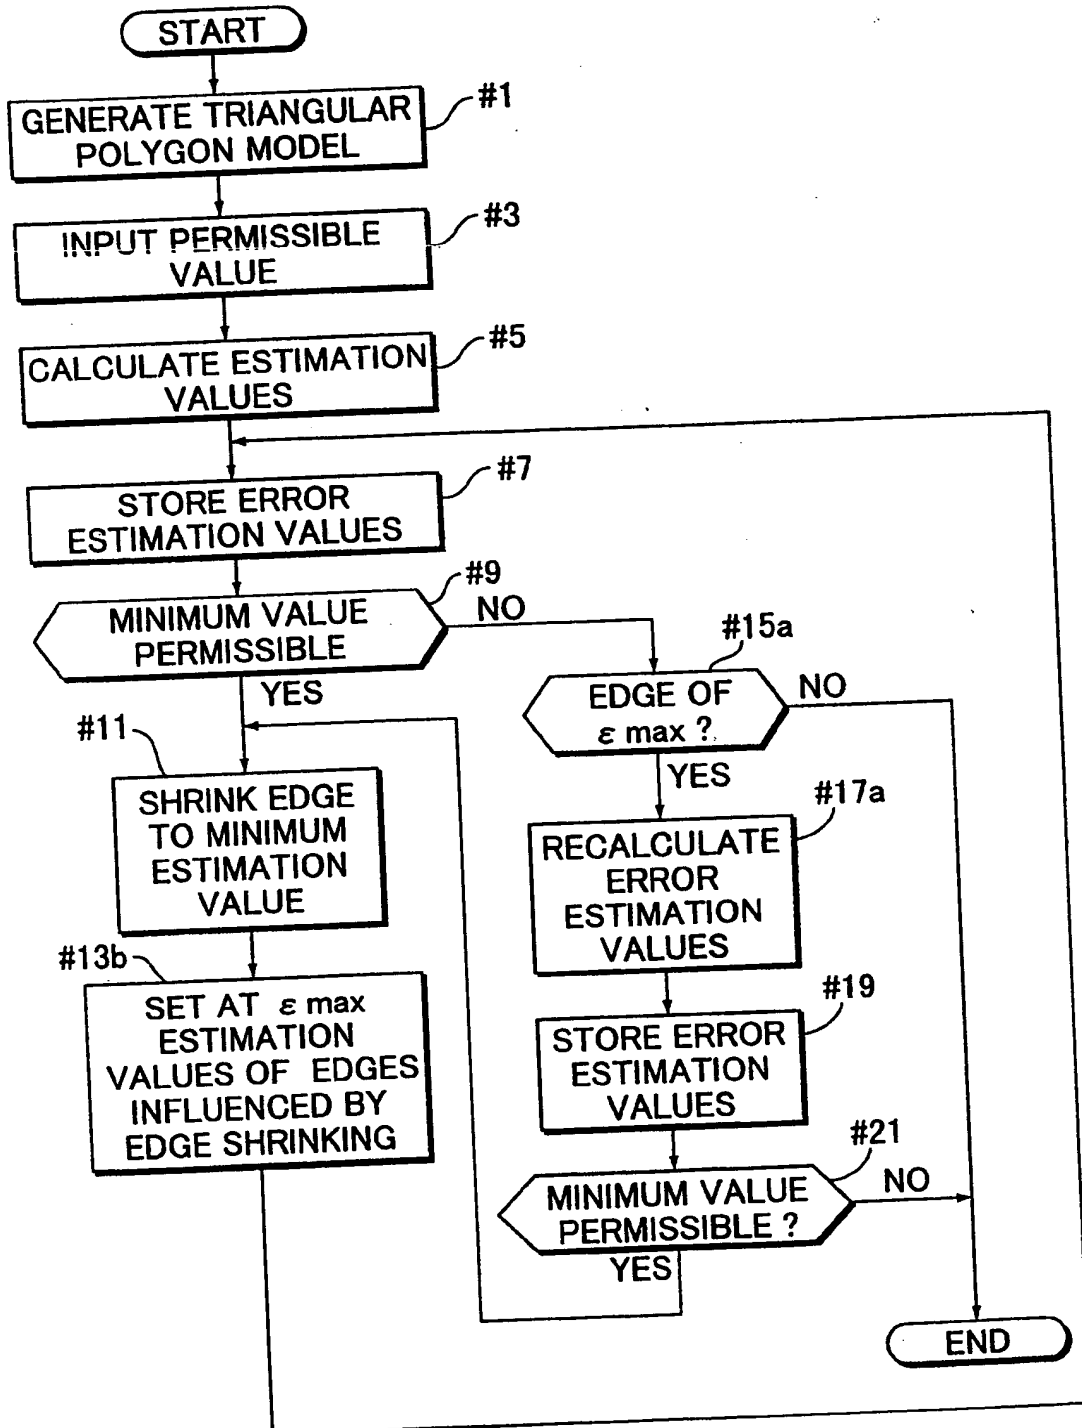 START
#1
GENERATE TRIANGULAR
POLYGON MODEL
#3
INPUT PERMISSIBLE
VALUE
#5
CALCULATE ESTIMATION
VALUES
#7
STORE ERROR
ESTIMATION VALUES
#9
MINIMUM VALUE
PERMISSIBLE
NO
YES
#11
SHRINK EDGE
TO MINIMUM
ESTIMATION
VALUE
#13b
SET AT ε max
ESTIMATION
VALUES OF EDGES
INFLUENCED BY
EDGE SHRINKING
#15a
EDGE OF
ε max ?
NO
YES
#17a
RECALCULATE
ERROR
ESTIMATION
VALUES
#19
STORE ERROR
ESTIMATION
VALUES
#21
MINIMUM VALUE
PERMISSIBLE ?
NO
YES
END